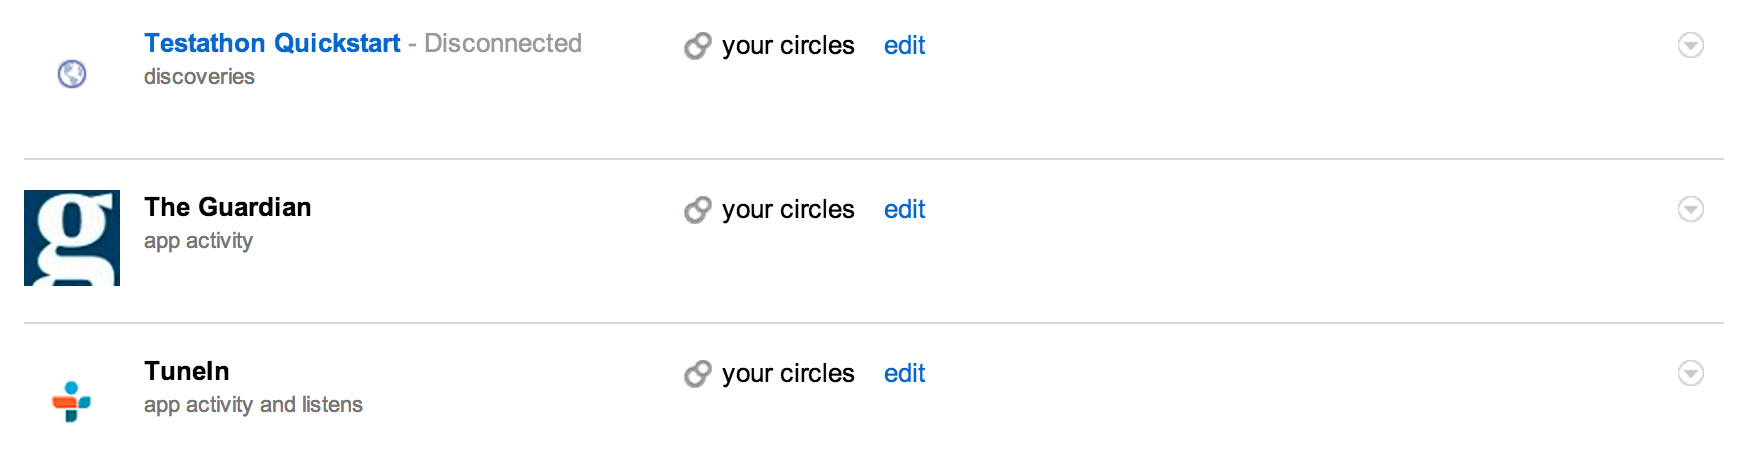 Testathon Quickstart - Disconnected your circles edit
discoveries
g
The Guardian your circles edit
app activity
TuneIn your circles edit
app activity and listens